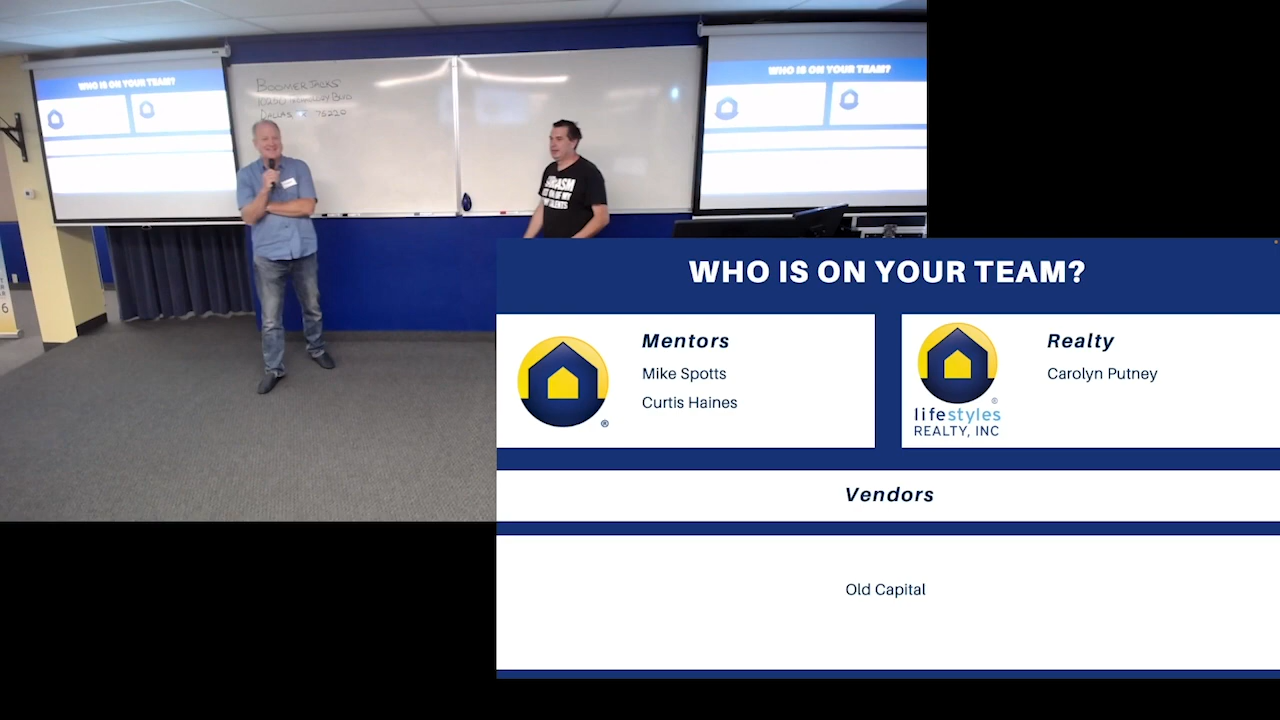 WHO IS ON YOUR TEAM?
BOOMER JACKS
DALLAS
75220
WHO IS ON YOUR TEAM?
6
WHO IS ON YOUR TEAM?
Mentors
Mike Spotts
Curtis Haines
®
Realty
Carolyn Putney
®
lifestyles
REALTY, INC
Vendors
Old Capital